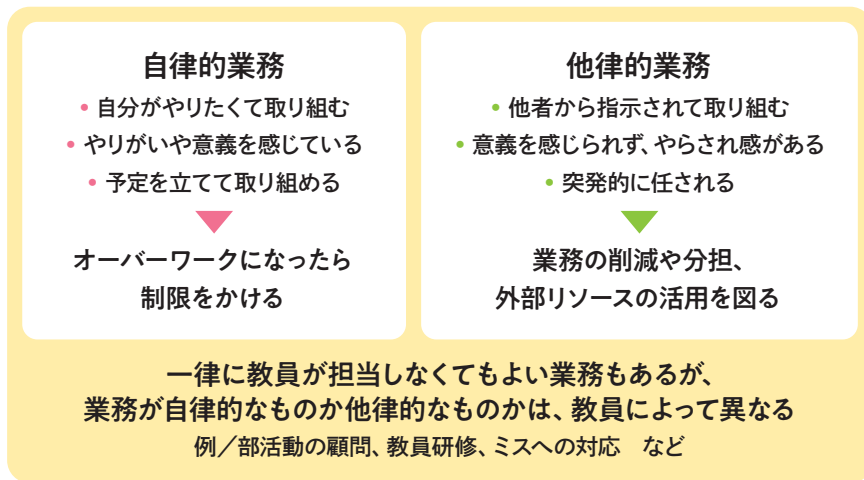 自律的業務
• 自分がやりたくて取り組む
• やりがいや意義を感じている
• 予定を立てて取り組める
オーバーワークになったら
制限をかける
他律的業務
• 他者から指示されて取り組む
• 意義を感じられず、やらされ感がある
• 突発的に任される
業務の削減や分担、
外部リソースの活用を図る
一律に教員が担当しなくてもよい業務もあるが、
業務が自律的なものか他律的なものかは、教員によって異なる
例／部活動の顧問、教員研修、ミスへの対応　など